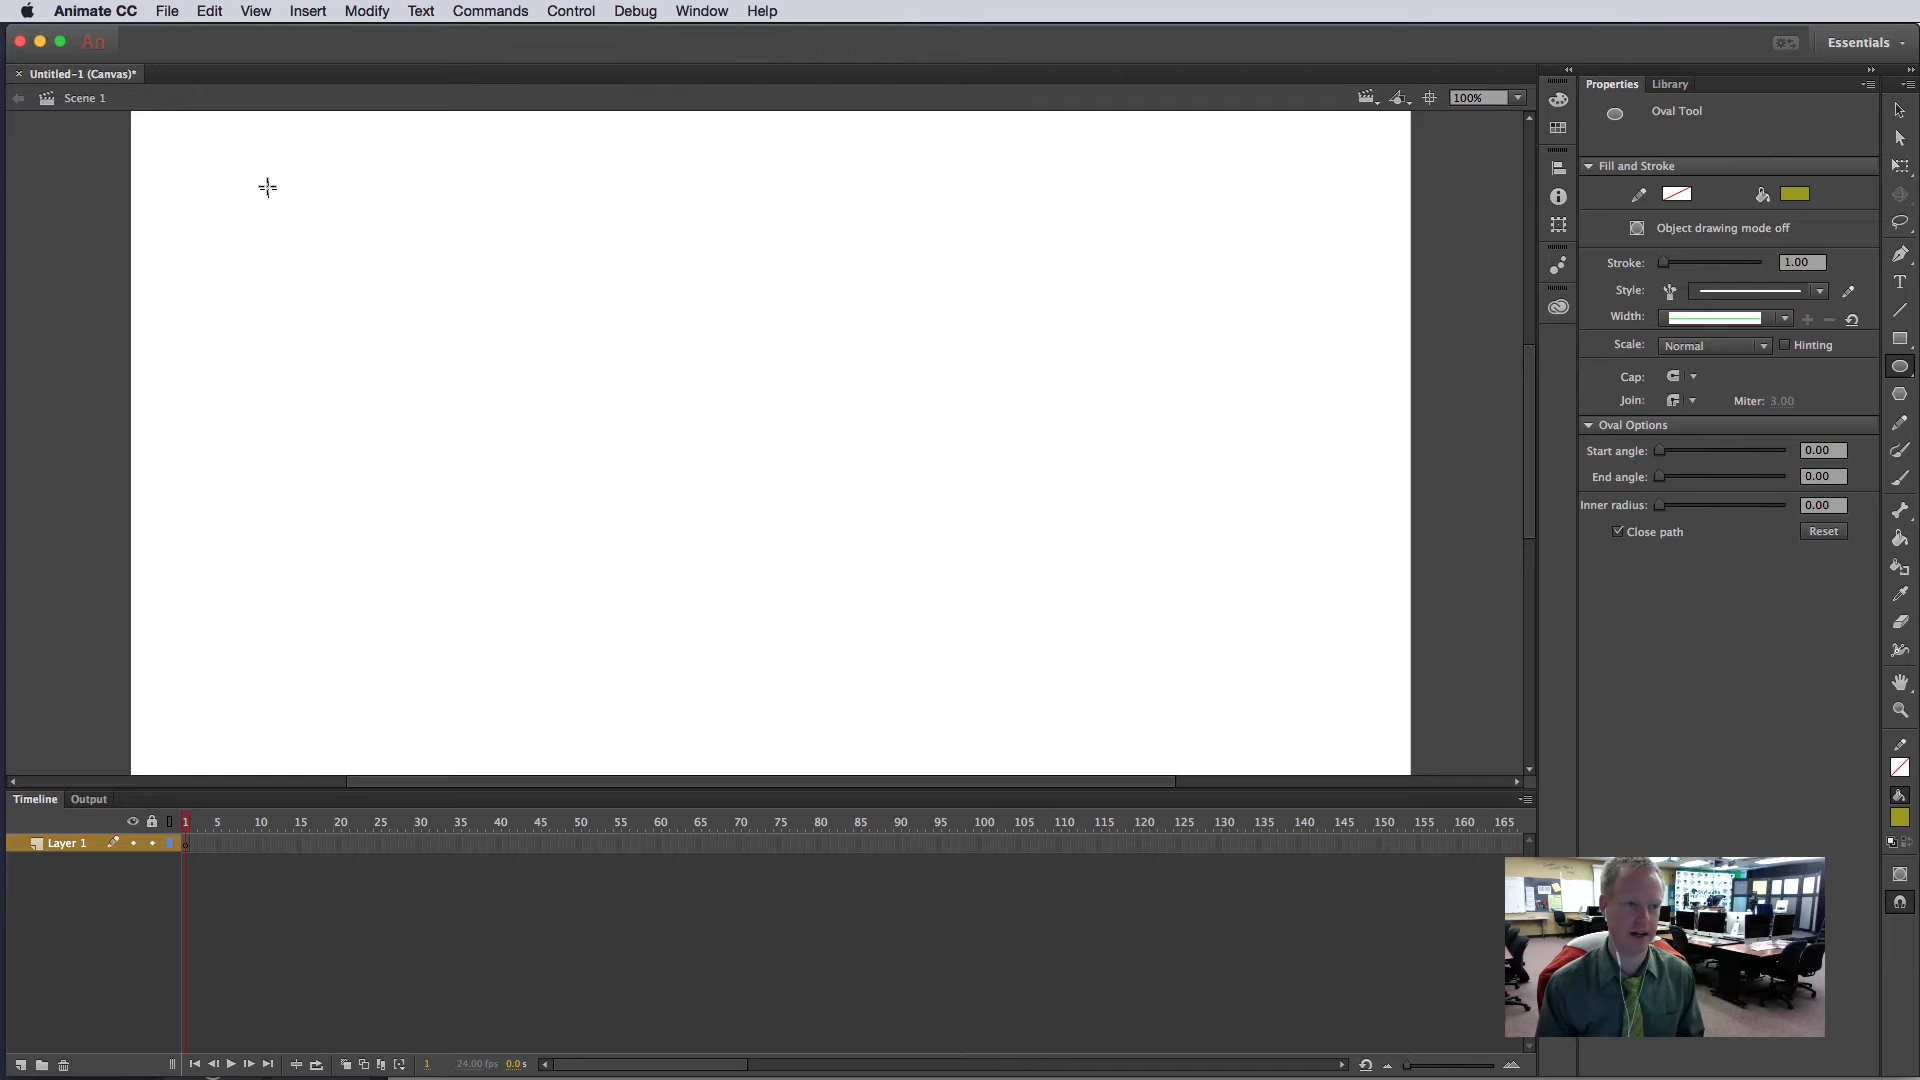 Animate CC File Edit View Insert Modify Text Commands Control Debug Window Help
An Essentials
Untitled-1 (Canvas)*
Scene 1 100%
Properties Library
Oval Tool
Fill and Stroke
Object drawing mode off
Stroke: 1.00
Style:
Width:
Scale: Normal Hinting
Cap:
Join: Miter: 3.00
Oval Options
Start angle: 0.00
End angle: 0.00
Inner radius: 0.00
Close path Reset
T
Timeline Output
1 5 10 15 20 25 30 35 40 45 50 55 60 65 70 75 80 85 90 95 100 105 110 115 120 125 130 135 140 145 150 155 160 165
Layer 1
1 24.00 fps 0.0 s